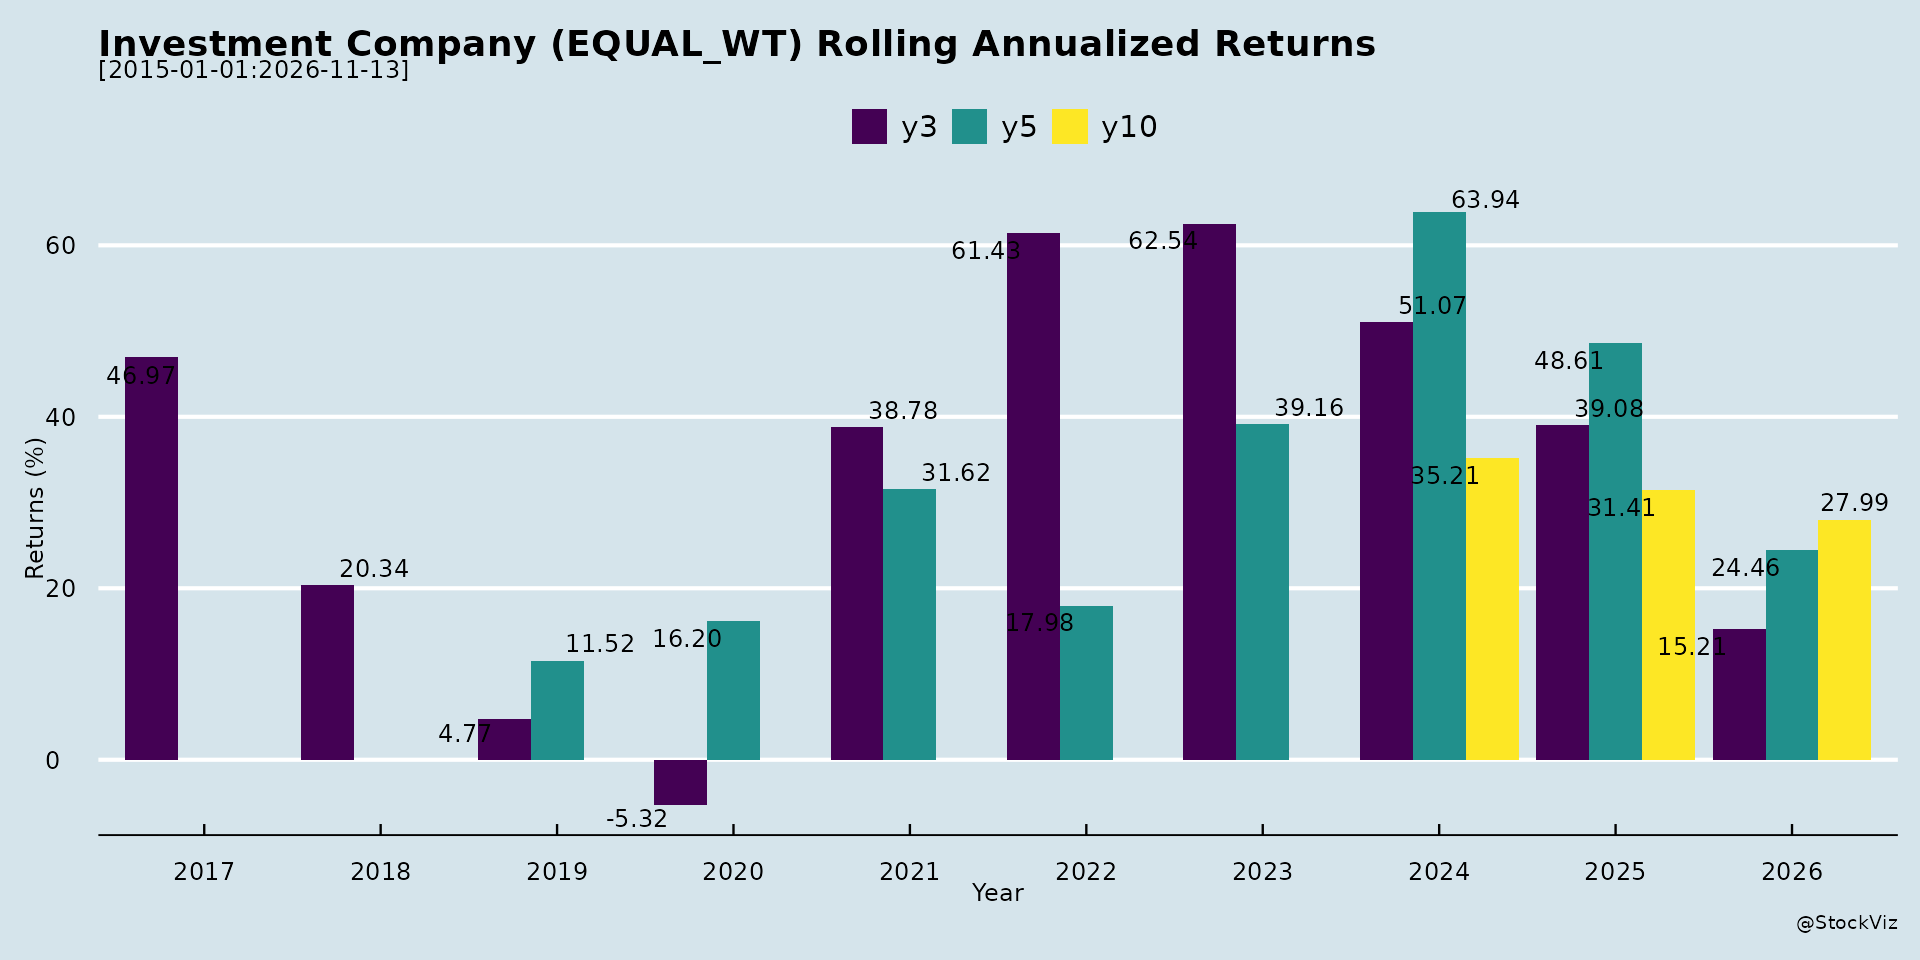 Investment Company (EQUAL_WT) Rolling Annualized Returns
[2015-01-01:2026-11-13]
y3 y5 y10
63.94
60
61.43 62.54
51.07
48.61
46.97
40
38.78 39.16 39.08
35.21
31.62
31.41 27.99
Returns (%)
20
20.34
24.46
17.98
11.52 16.20
15.21
4.77
0
-5.32
2017 2018 2019 2020 2021 2022 2023 2024 2025 2026
Year
@StockViz